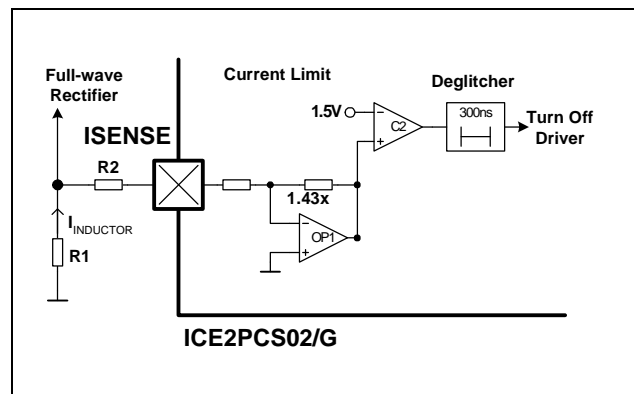 Full-wave
Rectifier
Current Limit
Deglitcher
1.5V
C2
300ns
Turn Off
Driver
ISENSE
R2
1.43x
IINDUCTOR
OP1
R1
ICE2PCS02/G